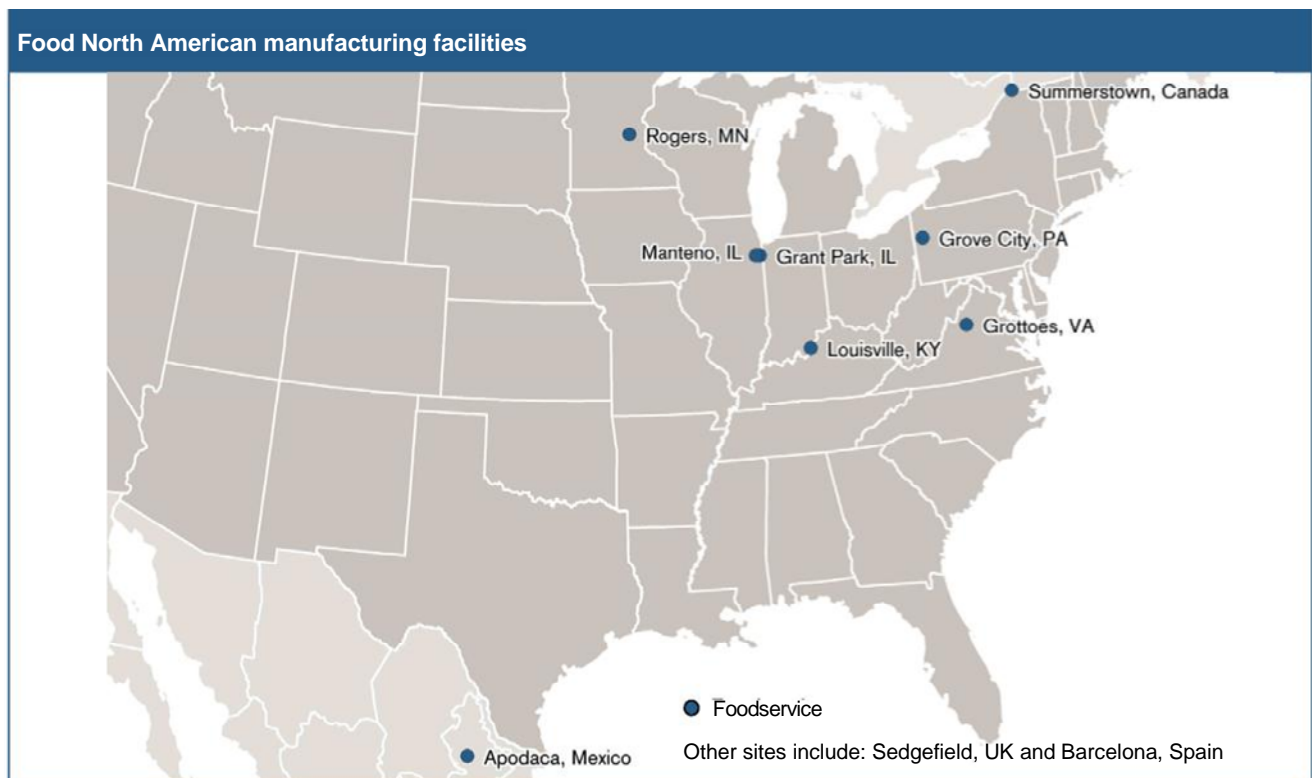 Food North American manufacturing facilities
Summerstown, Canada
Rogers, MN
Grove City, PA
Manteno, IL
Grant Park, IL
Grottoes, VA
Louisville, KY
Foodservice
Other sites include: Sedgefield, UK and Barcelona, Spain
Apodaca, Mexico